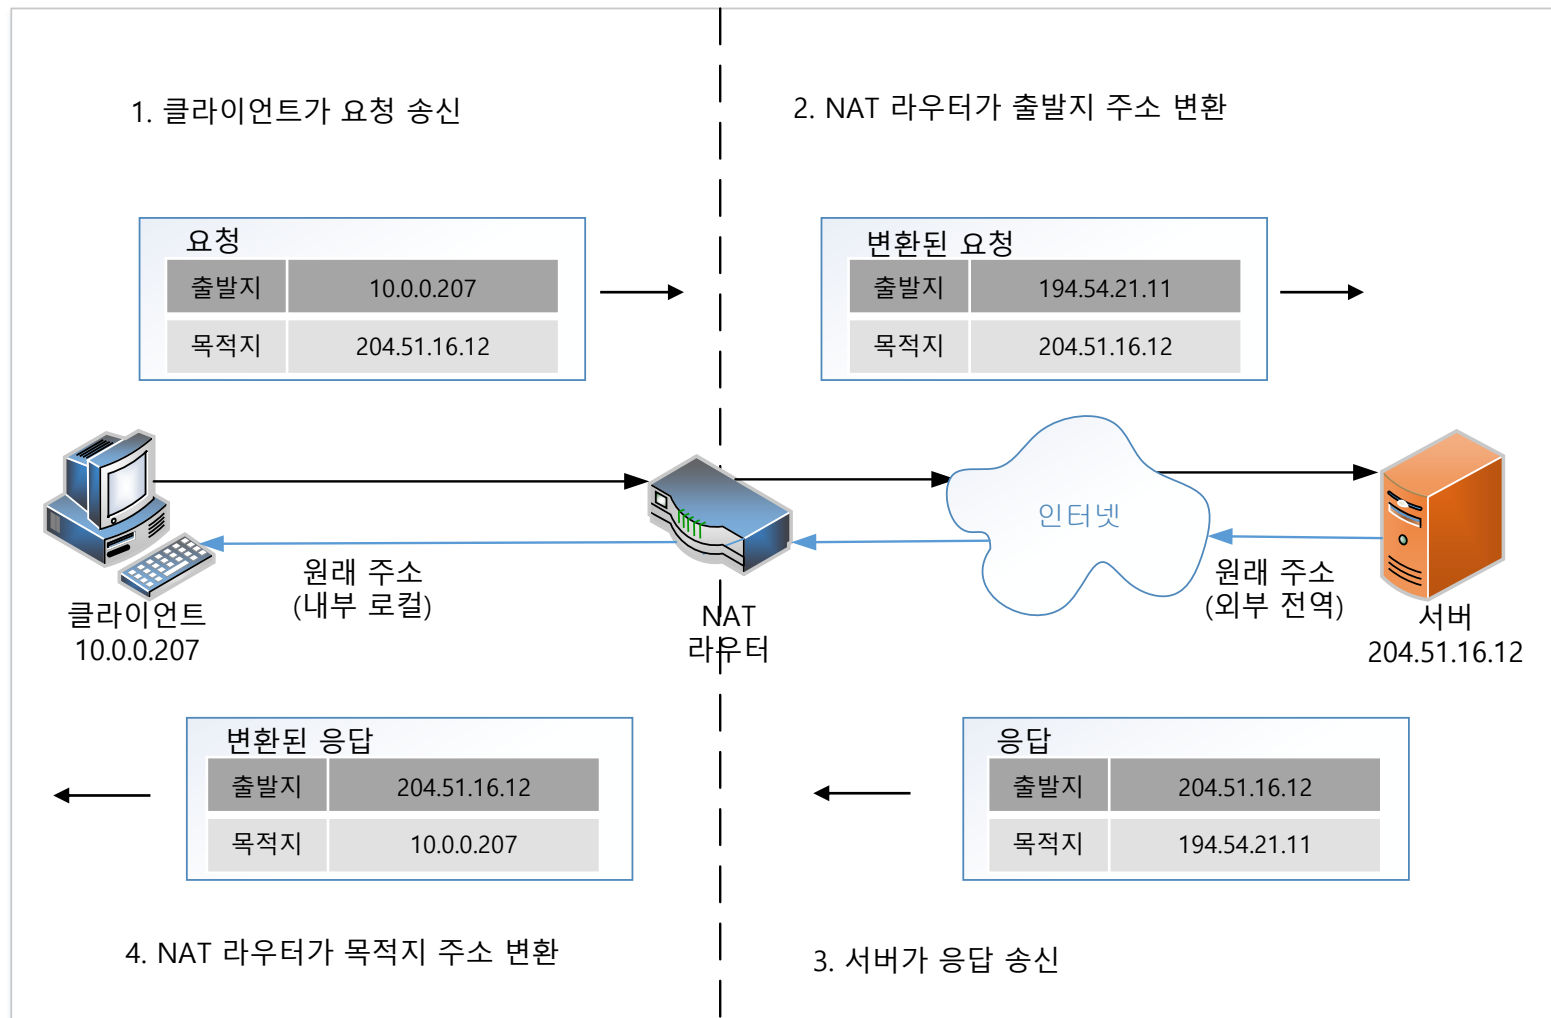 1. 클라이언트가 요청 송신
2. NAT 라우터가 출발지 주소 변환
요청
출발지 10.0.0.207
목적지 204.51.16.12
변환된 요청
출발지 194.54.21.11
목적지 204.51.16.12
인터넷
원래 주소
(내부 로컬)
원래 주소
(외부 전역)
클라이언트
10.0.0.207
NAT
라우터
서버
204.51.16.12
변환된 응답
출발지 204.51.16.12
목적지 10.0.0.207
응답
출발지 204.51.16.12
목적지 194.54.21.11
4. NAT 라우터가 목적지 주소 변환
3. 서버가 응답 송신